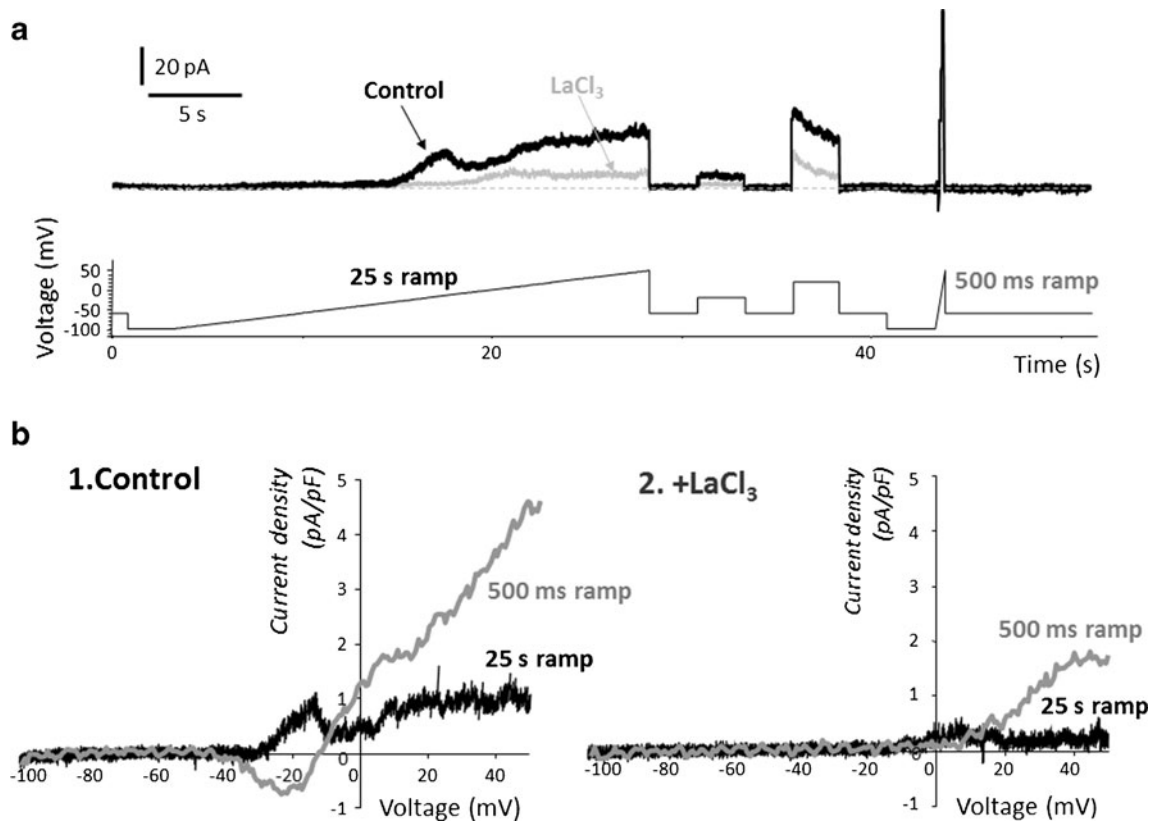 a
20 pA
5 s
Control
LaCl₃
Voltage (mV)
50
0
-50
-100
25 s ramp
500 ms ramp
0
20
40
Time (s)
b
1.Control
Current density
(pA/pF)
5
4
3
2
1
0
-1
500 ms ramp
25 s ramp
-100
-80
-60
-40
-20
0
20
40
Voltage (mV)
2. +LaCl₃
Current density
(pA/pF)
5
4
3
2
1
0
-1
500 ms ramp
25 s ramp
-100
-80
-60
-40
-20
0
20
40
Voltage (mV)